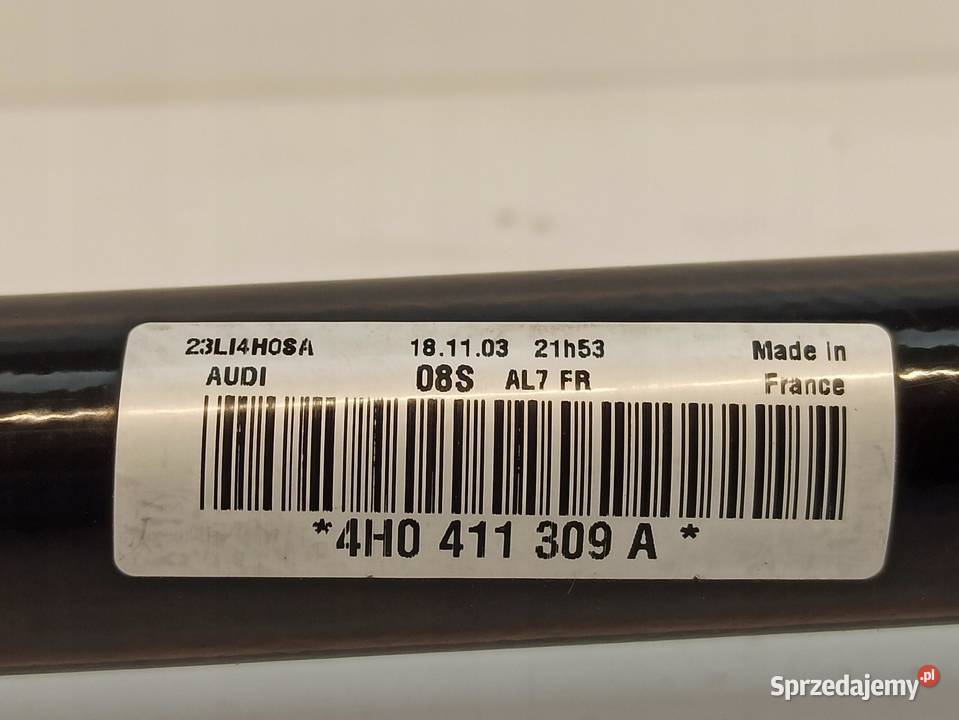 23LI4H0SA 18.11.03 21h53 Made in
AUDI 08S AL7 FR France
*4H0 411 309 A *
Sprzedajemy.pl